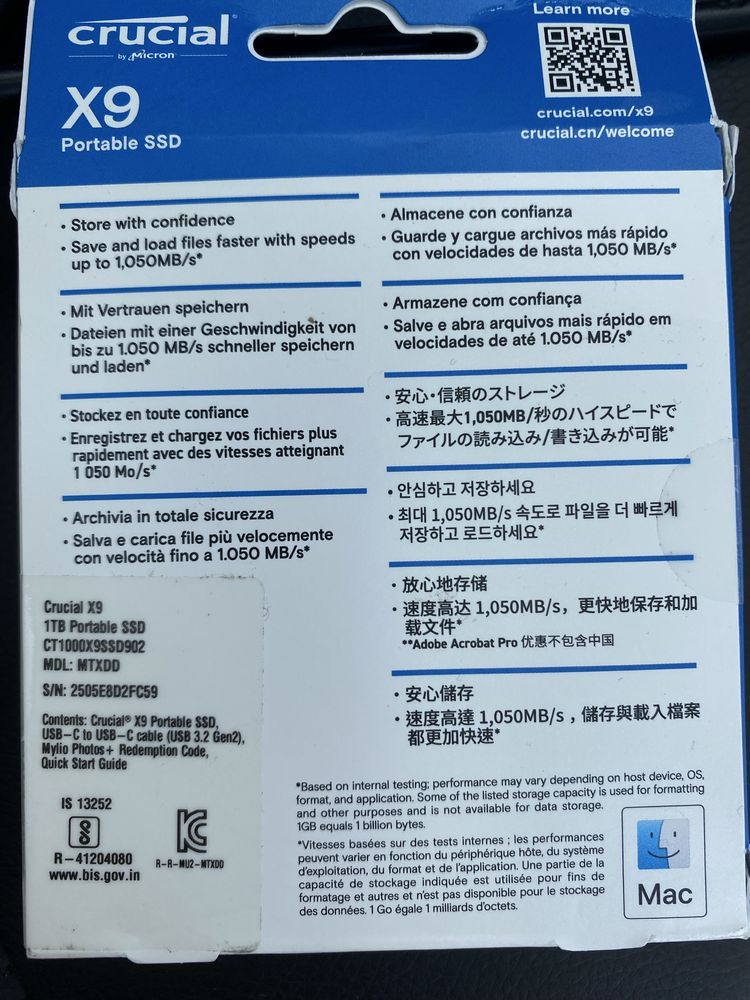 crucial
by Micron
Learn more
crucial.com/x9
crucial.cn/welcome
X9
Portable SSD
• Store with confidence
• Save and load files faster with speeds
up to 1,050MB/s*
• Mit Vertrauen speichern
• Dateien mit einer Geschwindigkeit von
bis zu 1.050 MB/s schneller speichern
und laden*
• Stockez en toute confiance
• Enregistrez et chargez vos fichiers plus
rapidement avec des vitesses atteignant
1 050 Mo/s*
• Archivia in totale sicurezza
• Salva e carica file più velocemente
con velocità fino a 1.050 MB/s*
• Almacene con confianza
• Guarde y cargue archivos más rápido
con velocidades de hasta 1,050 MB/s*
• Armazene com confiança
• Salve e abra arquivos mais rápido em
velocidades de até 1.050 MB/s*
• 安心・信頼のストレージ
• 高速最大1,050MB/秒のハイスピードで
ファイルの読み込み/書き込みが可能*
• 안심하고 저장하세요
• 최대 1,050MB/s 속도로 파일을 더 빠르게
저장하고 로드하세요*
• 放心地存储
• 速度高达 1,050MB/s，更快地保存和加
载文件*
**Adobe Acrobat Pro 优惠不包含中国
• 安心儲存
• 速度高達 1,050MB/s，儲存與載入檔案
都更加快速*
Crucial X9
1TB Portable SSD
CT1000X9SSD902
MDL: MTXDD
S/N: 2505E8D2FC59
Contents: Crucial® X9 Portable SSD,
USB-C to USB-C cable (USB 3.2 Gen2),
Mylio Photos+ Redemption Code,
Quick Start Guide
IS 13252
R-41204080
www.bis.gov.in
R-R-MU2-MTXDD
*Based on internal testing; performance may vary depending on host device, OS,
format, and application. Some of the listed storage capacity is used for formatting
and other purposes and is not available for data storage.
1GB equals 1 billion bytes.
*Vitesses basées sur des tests internes ; les performances
peuvent varier en fonction du périphérique hôte, du système
d'exploitation, du format et de l'application. Une partie de la
capacité de stockage indiquée est utilisée pour fins de
formatage et autres et n'est pas disponible pour le stockage
des données. 1 Go égale 1 milliards d'octets.
Mac